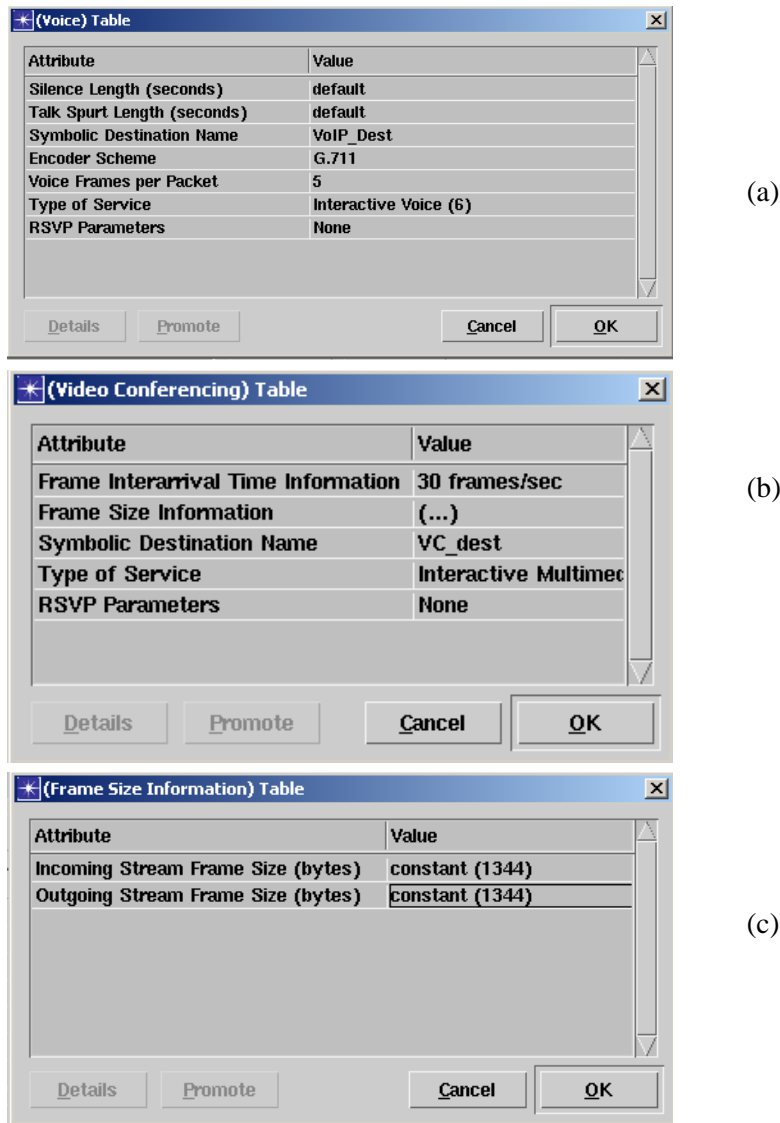 (Voice) Table
Attribute Value
Silence Length (seconds) default
Talk Spurt Length (seconds) default
Symbolic Destination Name VoIP_Dest
Encoder Scheme G.711
Voice Frames per Packet 5
Type of Service Interactive Voice (6)
RSVP Parameters None
Details Promote Cancel OK
(a)
(Video Conferencing) Table
Attribute Value
Frame Interarrival Time Information 30 frames/sec
Frame Size Information (...)
Symbolic Destination Name VC_dest
Type of Service Interactive Multimed
RSVP Parameters None
Details Promote Cancel OK
(b)
(Frame Size Information) Table
Attribute Value
Incoming Stream Frame Size (bytes) constant (1344)
Outgoing Stream Frame Size (bytes) constant (1344)
Details Promote Cancel OK
(c)